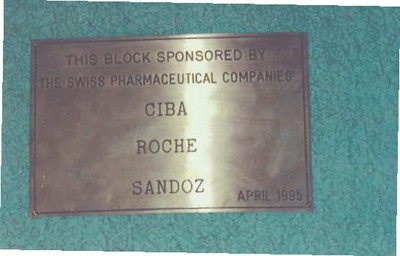 THIS BLOCK SPONSORED BY
THE SWISS PHARMACEUTICAL COMPANIES
CIBA
ROCHE
SANDOZ
APRIL 1995